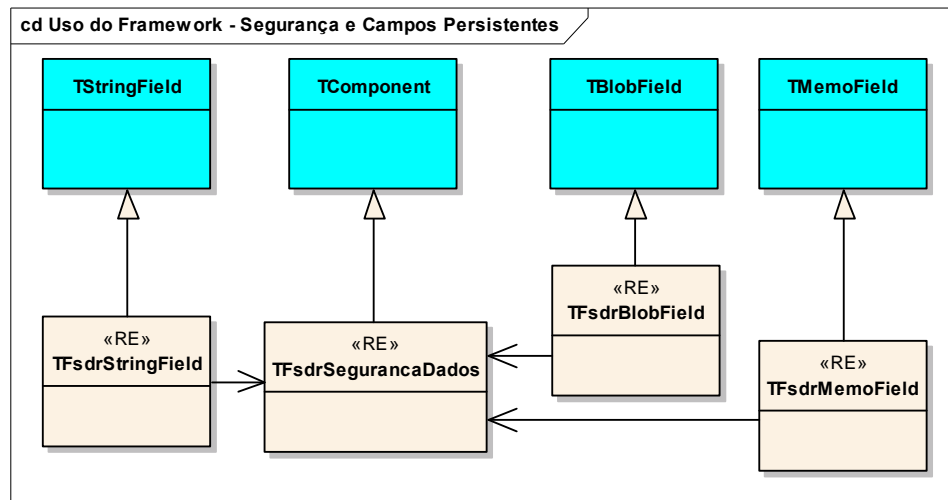 cd Uso do Framework - Segurança e Campos Persistentes
TStringField
TComponent
TBlobField
TMemoField
«RE»
TFsdrStringField
«RE»
TFsdrSegurancaDados
«RE»
TFsdrBlobField
«RE»
TFsdrMemoField